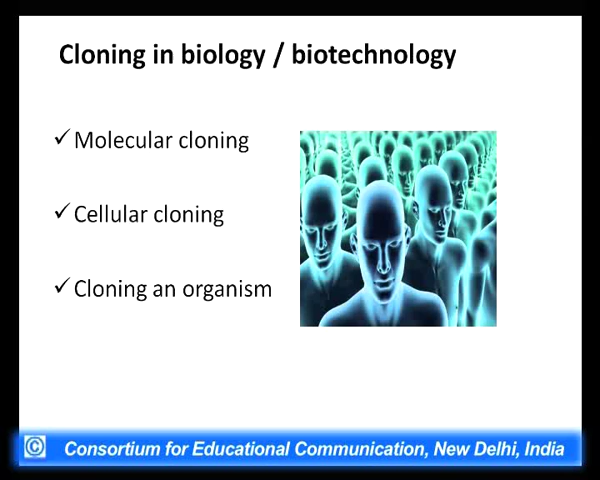 Cloning in biology / biotechnology
✓ Molecular cloning
✓ Cellular cloning
✓ Cloning an organism
© Consortium for Educational Communication, New Delhi, India